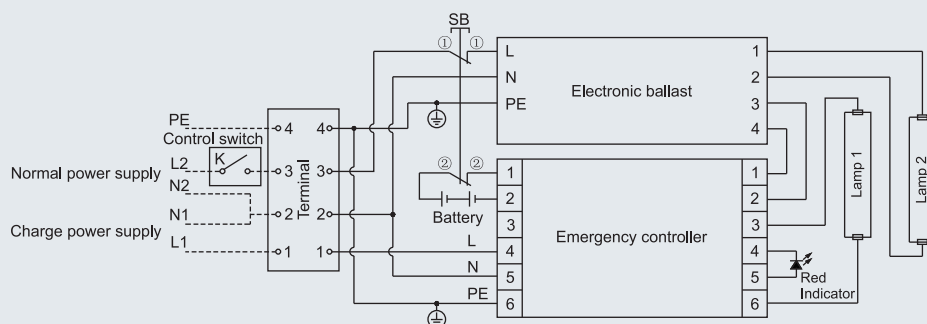 SB
① ①
L
N
PE
Electronic ballast
1
2
3
4
PE
Control switch
K
L2
Normal power supply
N2
N1
Charge power supply
L1
4
3
2
1
Terminal
4
3
2
1
② ②
Battery
L
N
PE
1
2
3
4
5
6
Emergency controller
1
2
3
4
5
6
Red
Indicator
Lamp 1
Lamp 2